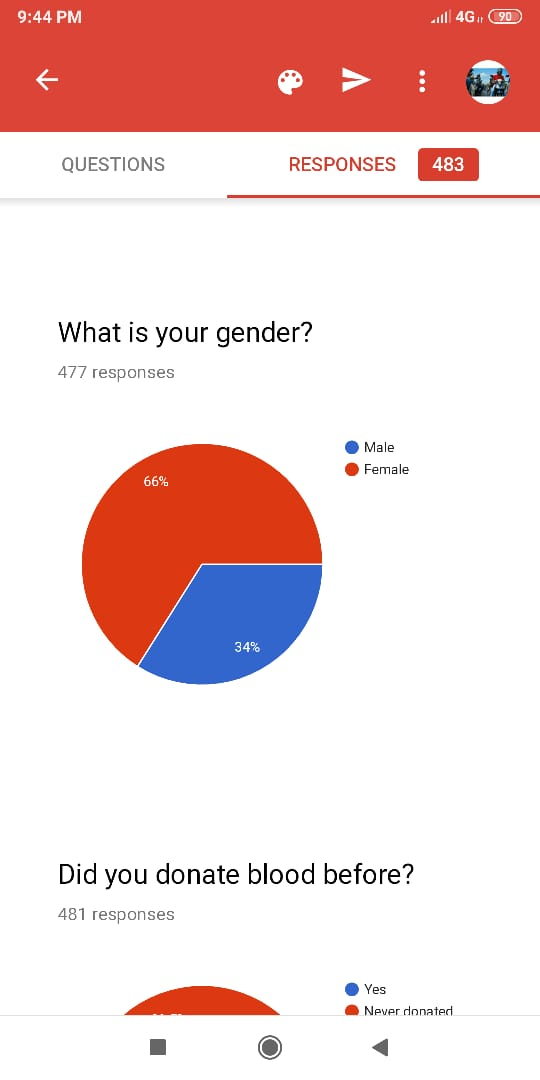 9:44 PM 4G 90
QUESTIONS RESPONSES 483
What is your gender?
477 responses
Male
Female
66%
34%
Did you donate blood before?
481 responses
Yes
Never donated